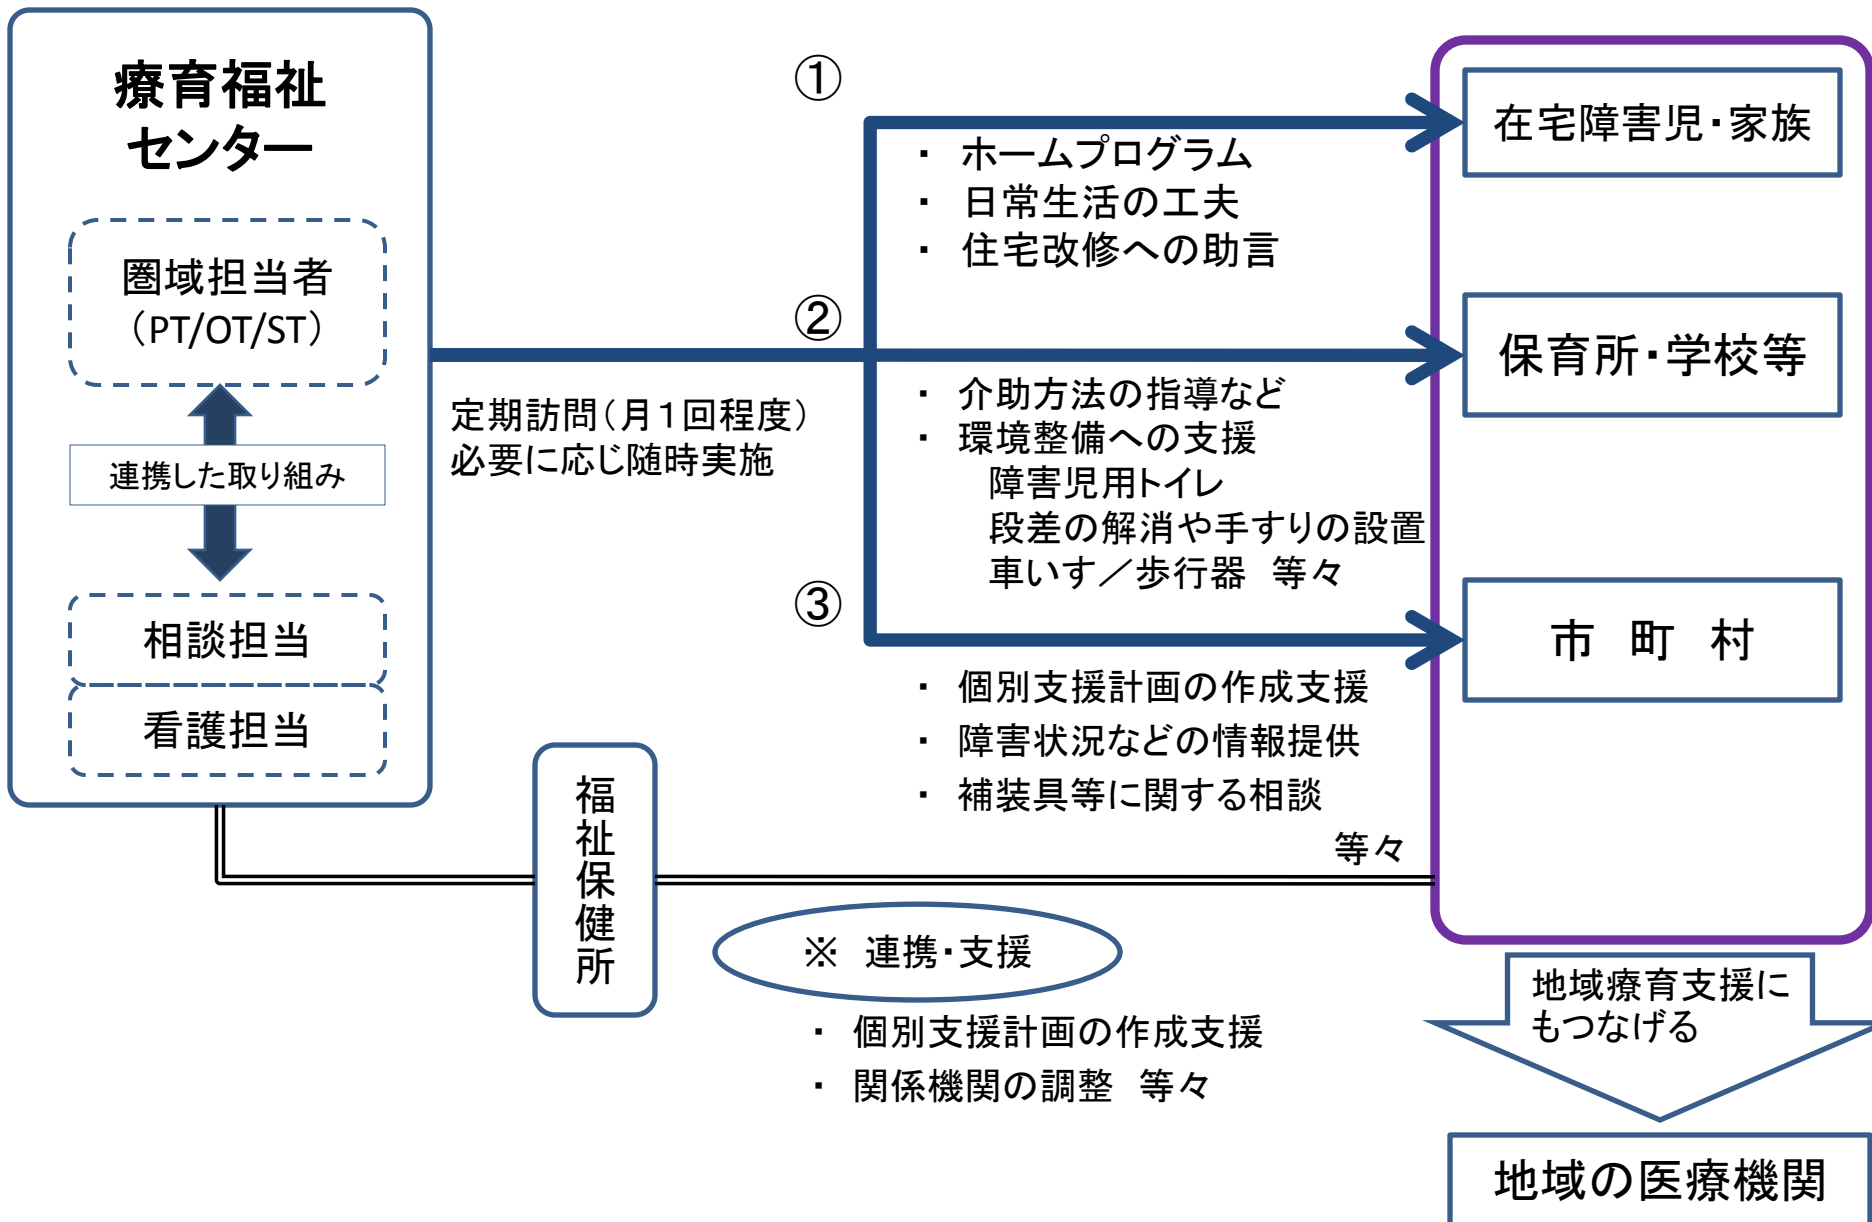 療育福祉
センター
圏域担当者
（PT/OT/ST）
連携した取り組み
相談担当
看護担当
定期訪問（月１回程度）
必要に応じ随時実施
①
・ ホームプログラム
・ 日常生活の工夫
・ 住宅改修への助言
在宅障害児・家族
②
・ 介助方法の指導など
・ 環境整備への支援
障害児用トイレ
段差の解消や手すりの設置
車いす／歩行器　等々
保育所・学校等
③
・ 個別支援計画の作成支援
・ 障害状況などの情報提供
・ 補装具等に関する相談
等々
市　町　村
福祉保健所
※　連携・支援
・ 個別支援計画の作成支援
・ 関係機関の調整　等々
地域療育支援に
もつなげる
地域の医療機関